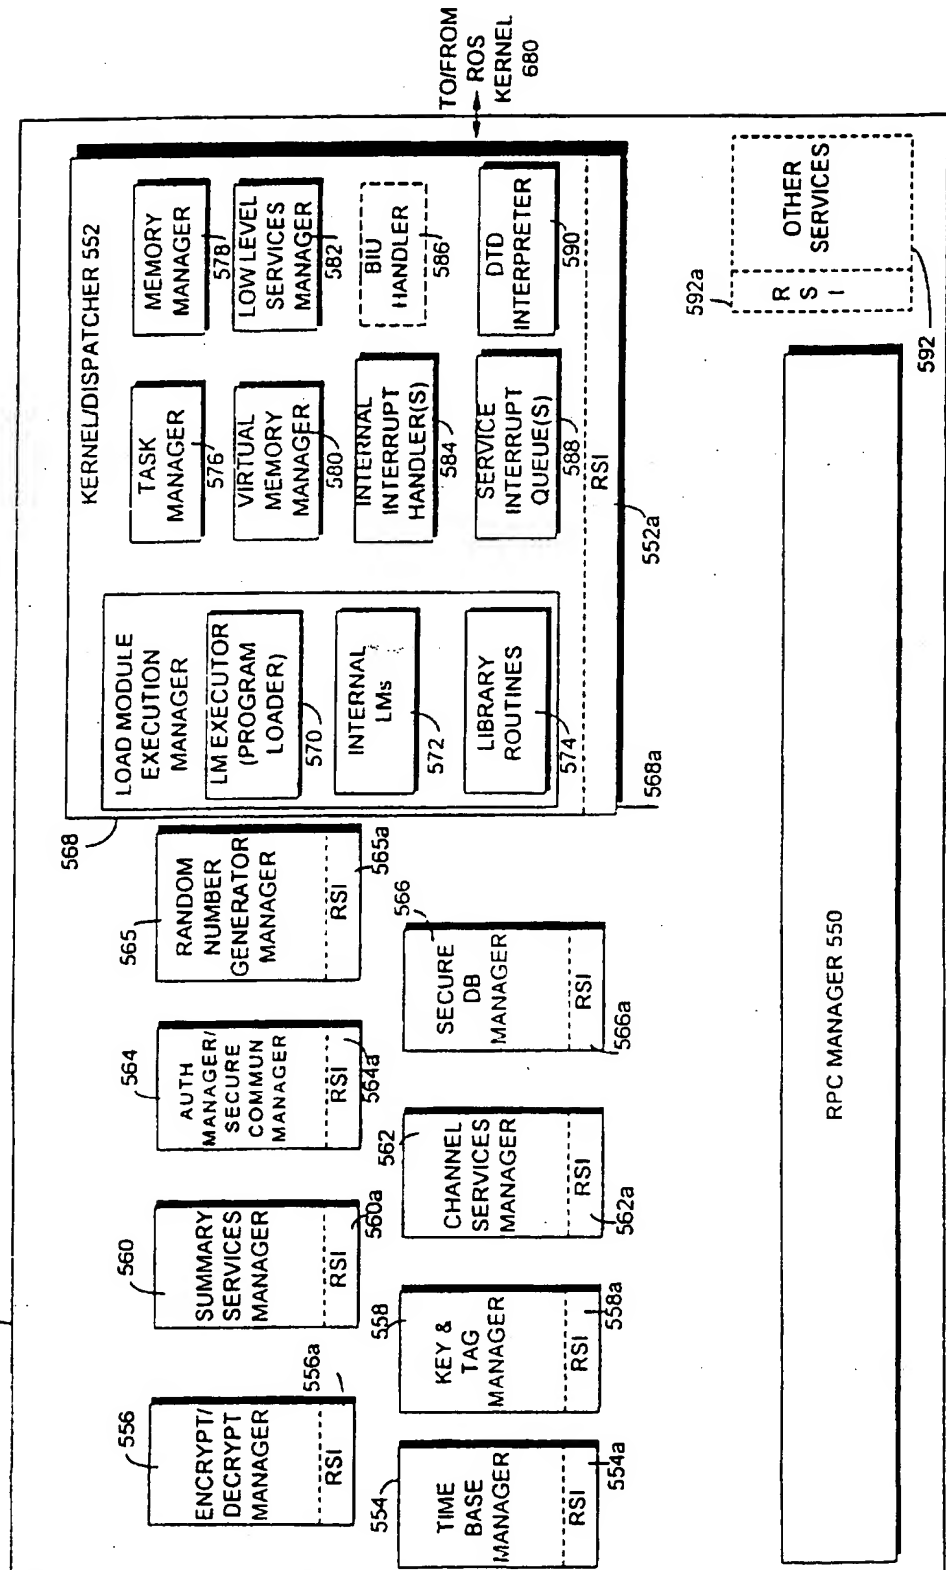 TO/FROM
ROS
KERNEL
680
KERNEL/DISPATCHER 552
MEMORY
MANAGER
578
LOW LEVEL
SERVICES
MANAGER
582
BIU
HANDLER
586
DTD
INTERPRETER
590
TASK
MANAGER
576
VIRTUAL
MEMORY
MANAGER
580
INTERNAL
INTERRUPT
HANDLER(S)
584
SERVICE
INTERRUPT
QUEUE(S)
588
LOAD MODULE
EXECUTION
MANAGER
LM EXECUTOR
(PROGRAM
LOADER)
570
INTERNAL
LMs
572
LIBRARY
ROUTINES
574
RSI
552a
568a
568
OTHER
SERVICES
RSI
592a
592
565
RANDOM
NUMBER
GENERATOR
MANAGER
RSI
565a
566
SECURE
DB
MANAGER
RSI
566a
564
AUTH
MANAGER/
SECURE
COMMUN
MANAGER
RSI
564a
562
CHANNEL
SERVICES
MANAGER
RSI
562a
560
SUMMARY
SERVICES
MANAGER
RSI
560a
558
KEY &
TAG
MANAGER
RSI
558a
556
ENCRYPT/
DECRYPT
MANAGER
RSI
556a
554
TIME
BASE
MANAGER
RSI
554a
RPC MANAGER 550